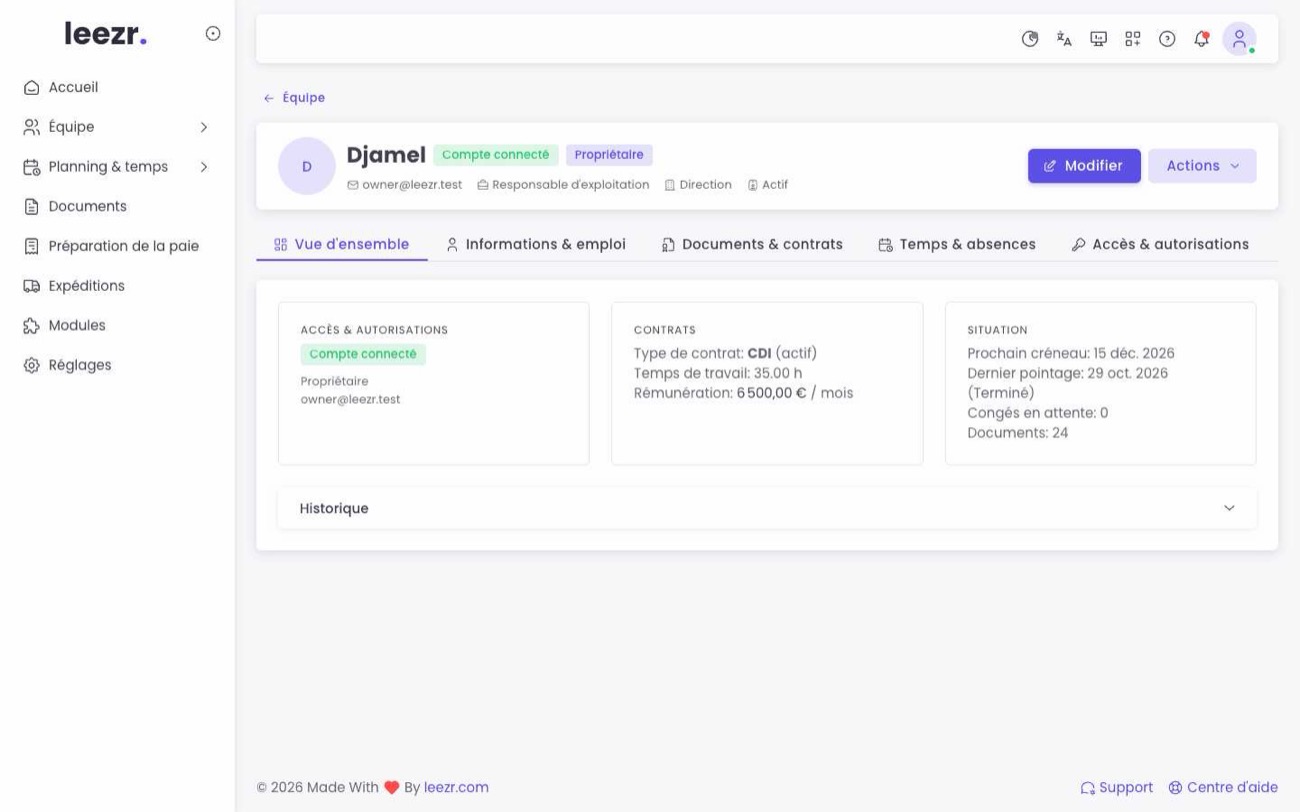 leezr.
Accueil
Équipe
Planning & temps
Documents
Préparation de la paie
Expéditions
Modules
Réglages
← Équipe
D
Djamel Compte connecté Propriétaire
owner@leezr.test Responsable d'exploitation Direction Actif
Modifier Actions
Vue d'ensemble Informations & emploi Documents & contrats Temps & absences Accès & autorisations
ACCÈS & AUTORISATIONS
Compte connecté
Propriétaire
owner@leezr.test
CONTRATS
Type de contrat: CDI (actif)
Temps de travail: 35.00 h
Rémunération: 6 500,00 € / mois
SITUATION
Prochain créneau: 15 déc. 2026
Dernier pointage: 29 oct. 2026
(Terminé)
Congés en attente: 0
Documents: 24
Historique
© 2026 Made With ❤ By leezr.com
Support Centre d'aide